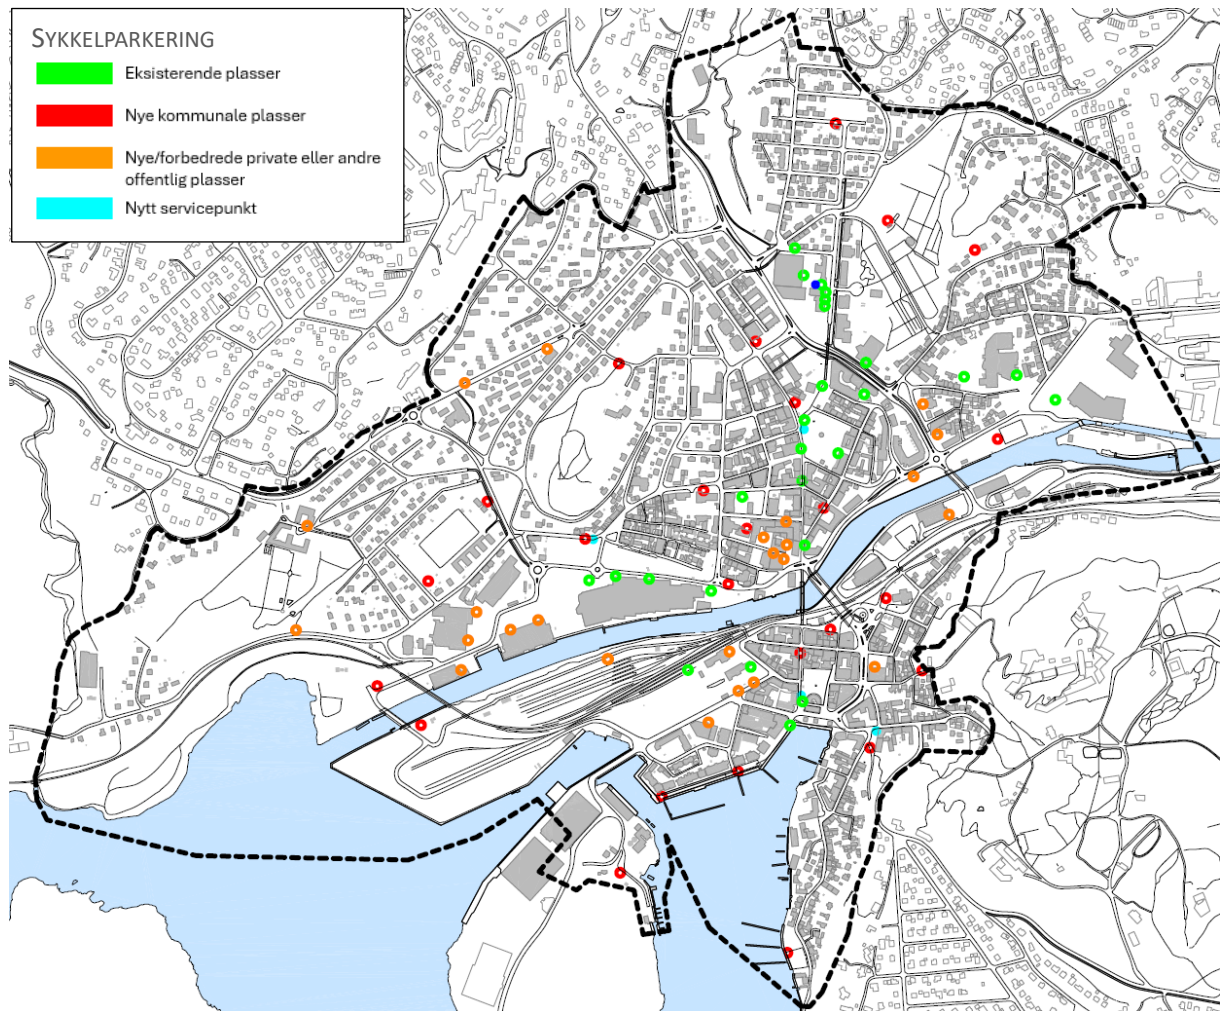 SYKKELPARKERING
Eksisterende plasser
Nye kommunale plasser
Nye/forbedrede private eller andre
offentlig plasser
Nytt servicepunkt